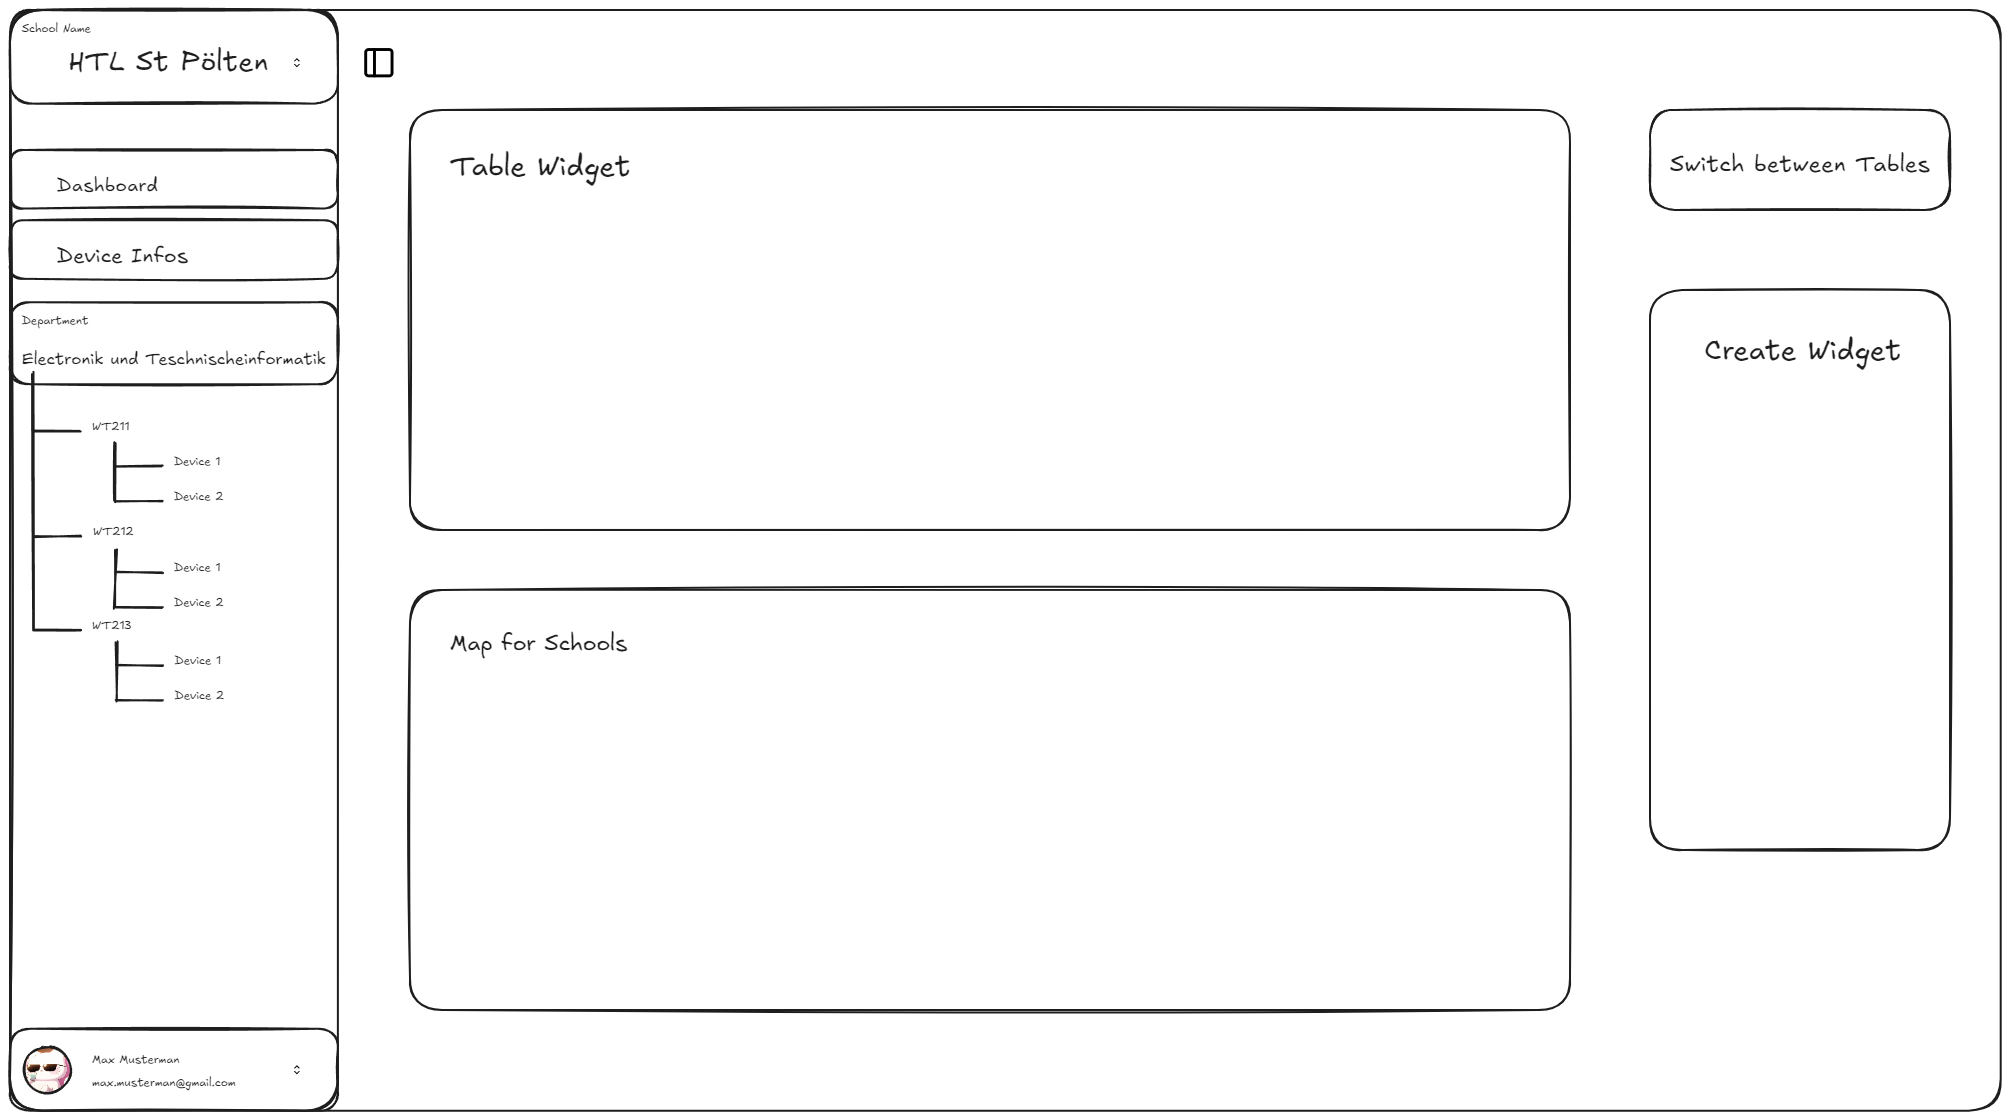 School Name
HTL St Pölten
Dashboard
Device Infos
Department
Electronik und Teschnischeinformatik
WT211
Device 1
Device 2
WT212
Device 1
Device 2
WT213
Device 1
Device 2
Max Musterman
max.musterman@gmail.com
Table Widget
Map for Schools
Switch between Tables
Create Widget